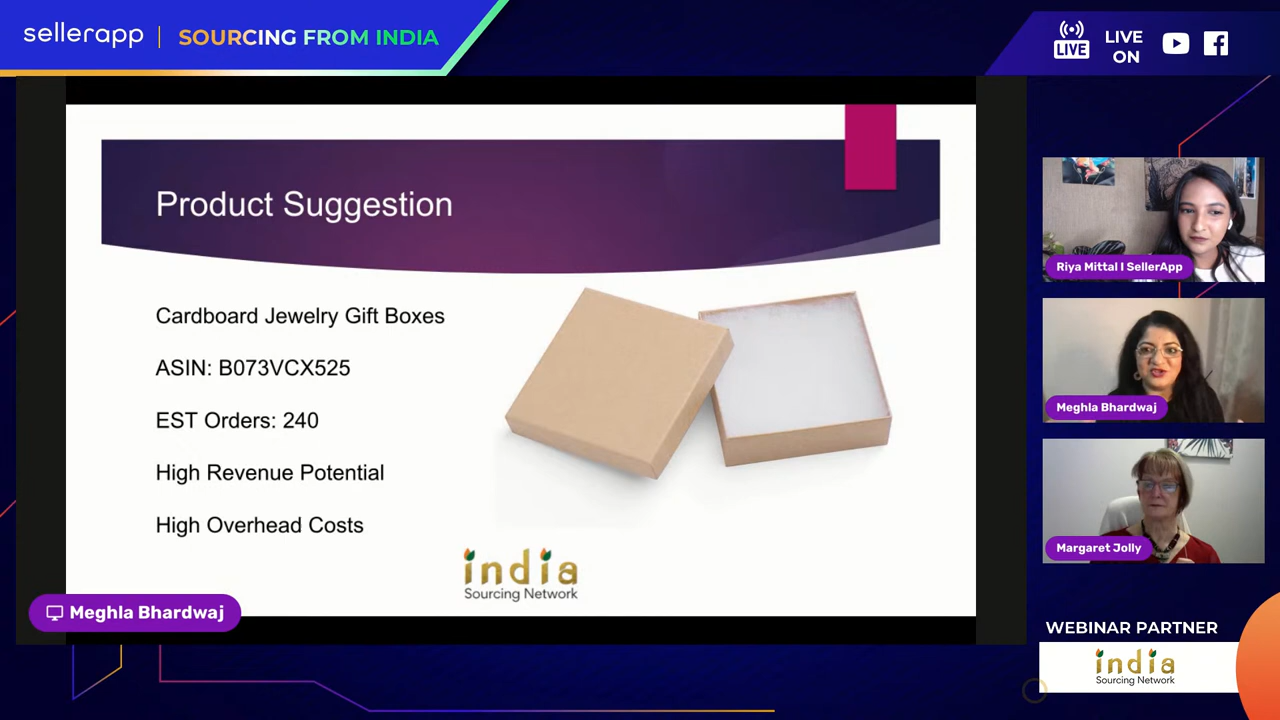 sellerapp
SOURCING FROM INDIA
LIVE
LIVE
ON
Product Suggestion
Cardboard Jewelry Gift Boxes
ASIN: B073VCX525
EST Orders: 240
High Revenue Potential
High Overhead Costs
india
Sourcing Network
Meghla Bhardwaj
Riya Mittal I SellerApp
Meghla Bhardwaj
Margaret Jolly
WEBINAR PARTNER
india
Sourcing Network